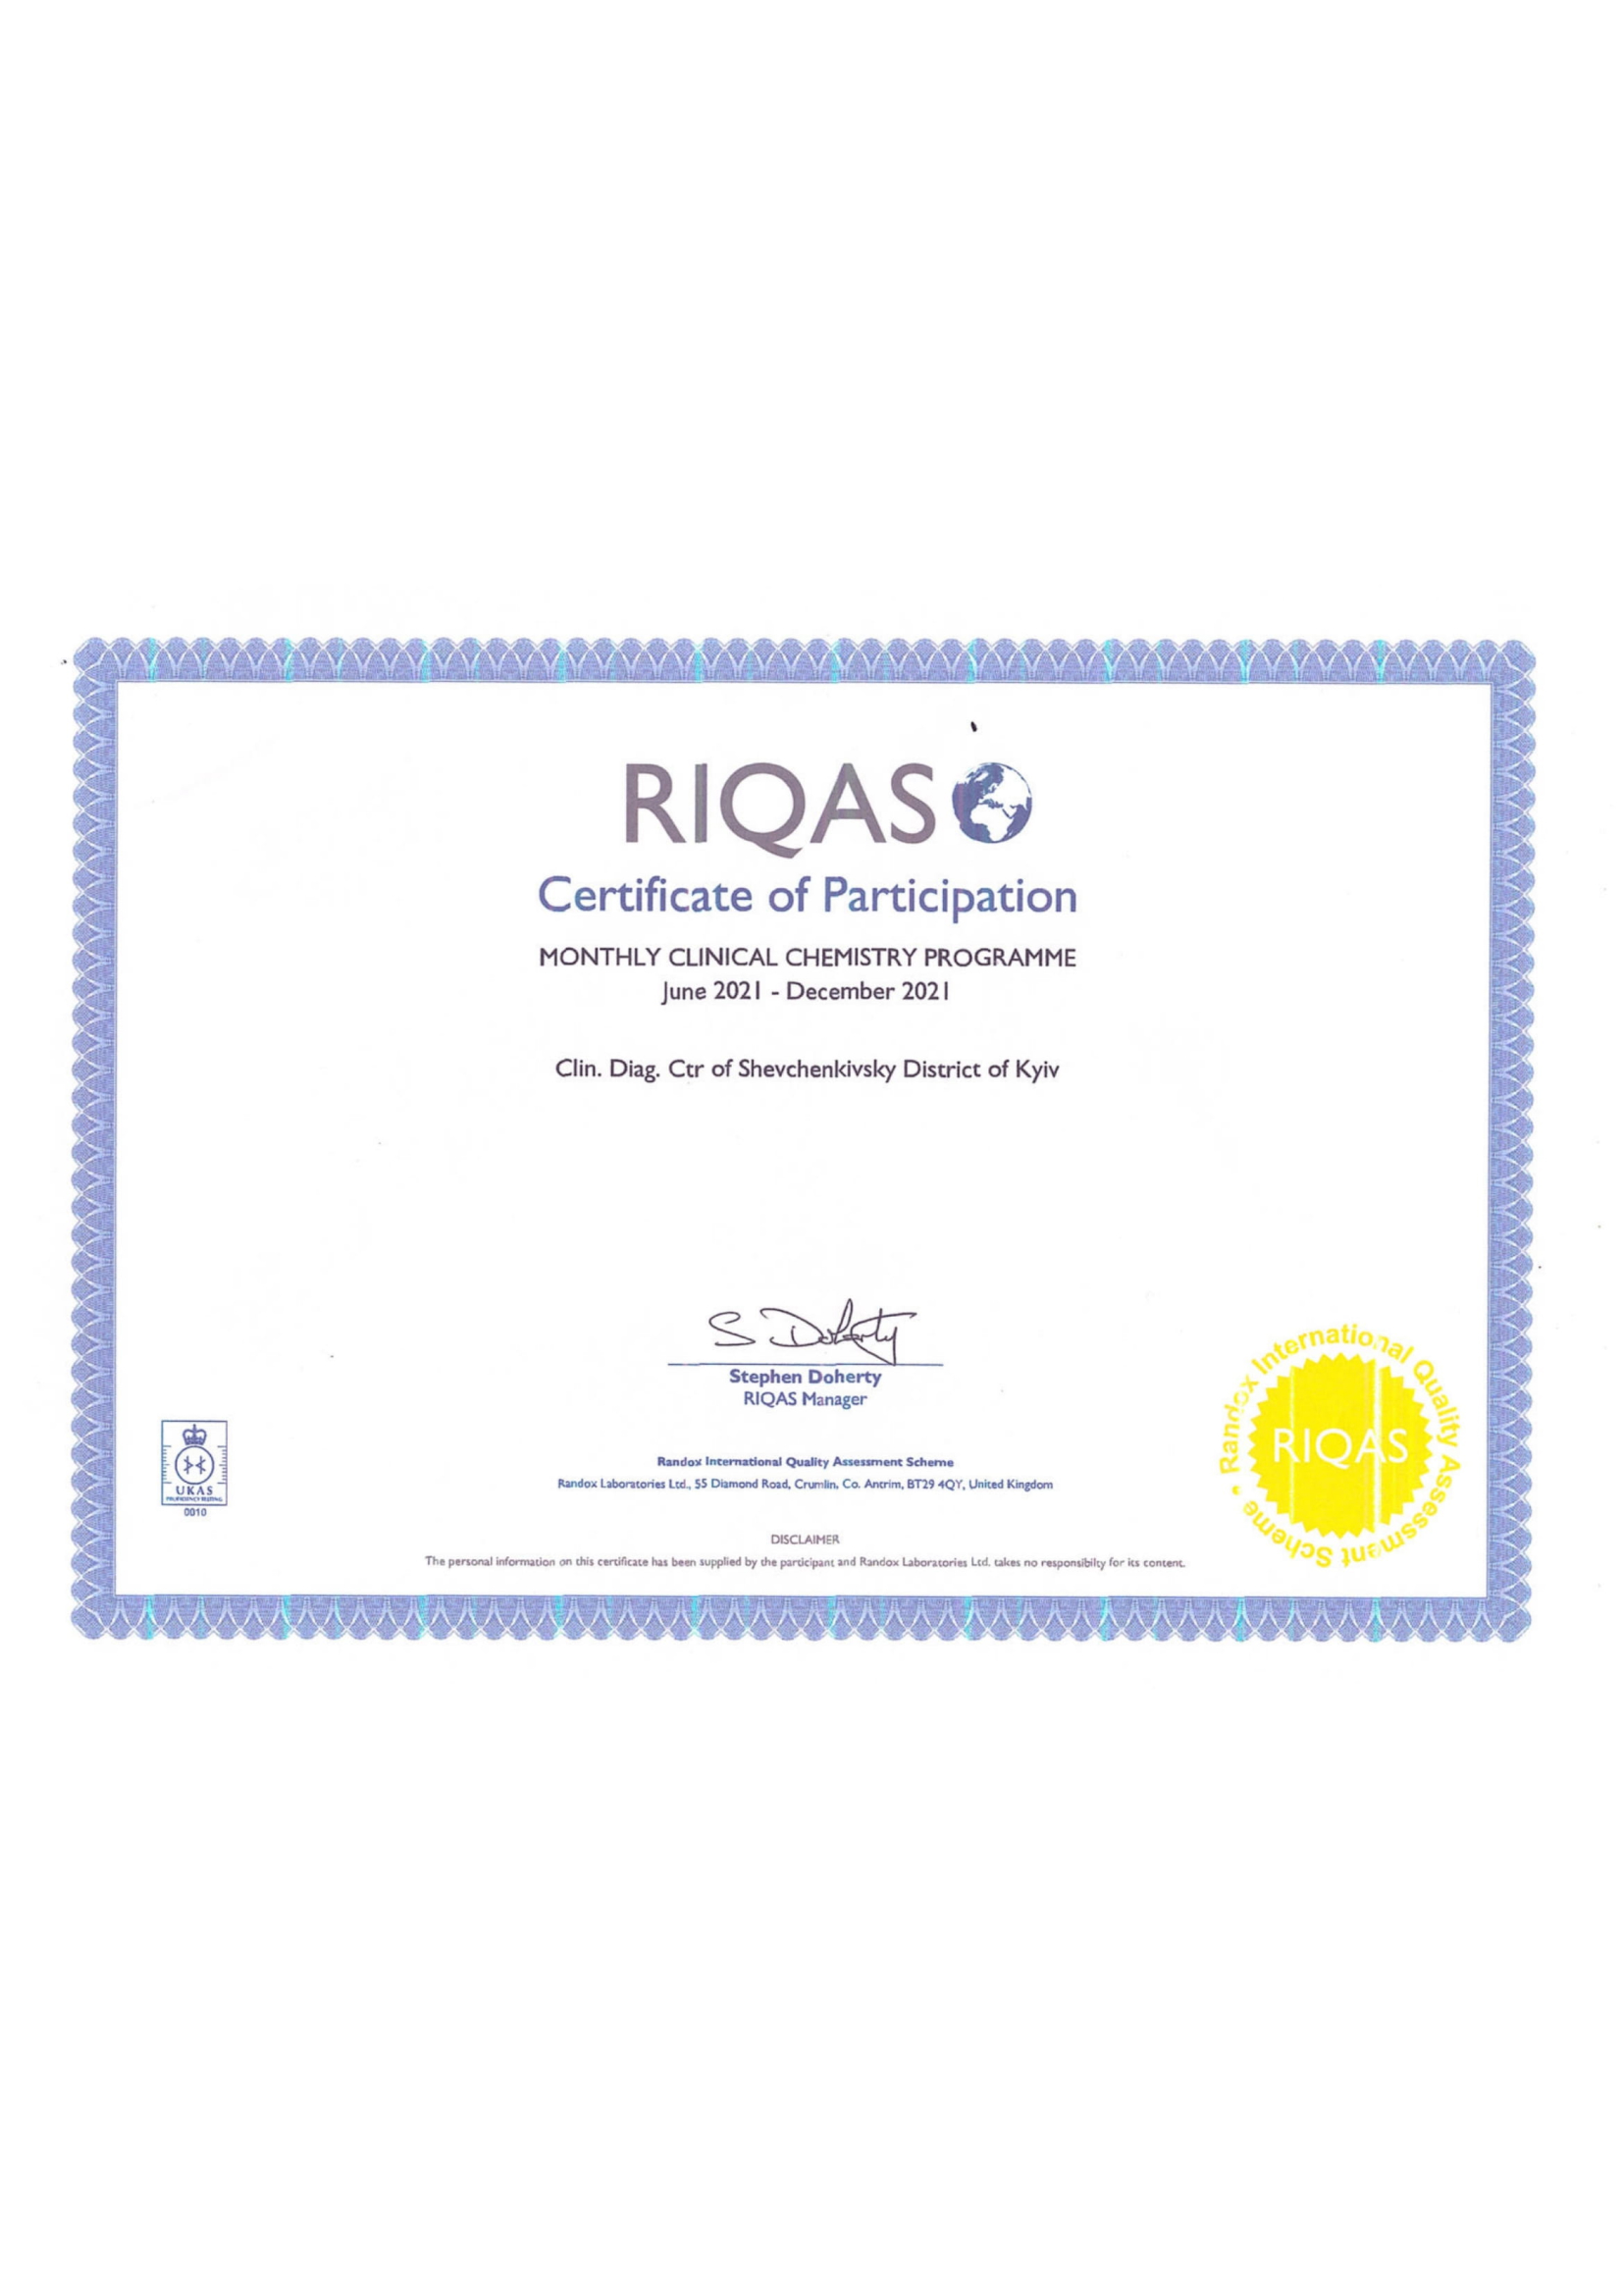 RIQAS
Certificate of Participation
MONTHLY CLINICAL CHEMISTRY PROGRAMME
June 2021 - December 2021
Clin. Diag. Ctr of Shevchenkivsky District of Kyiv
S Doherty
Stephen Doherty
RIQAS Manager
UKAS
PROFICIENCY TESTING
0010
Randox International Quality Assessment Scheme
Randox Laboratories Ltd., 55 Diamond Road, Crumlin, Co. Antrim, BT29 4QY, United Kingdom
Randox International Quality Assessment Scheme •
RIQAS
DISCLAIMER
The personal information on this certificate has been supplied by the participant and Randox Laboratories Ltd. takes no responsibilty for its content.